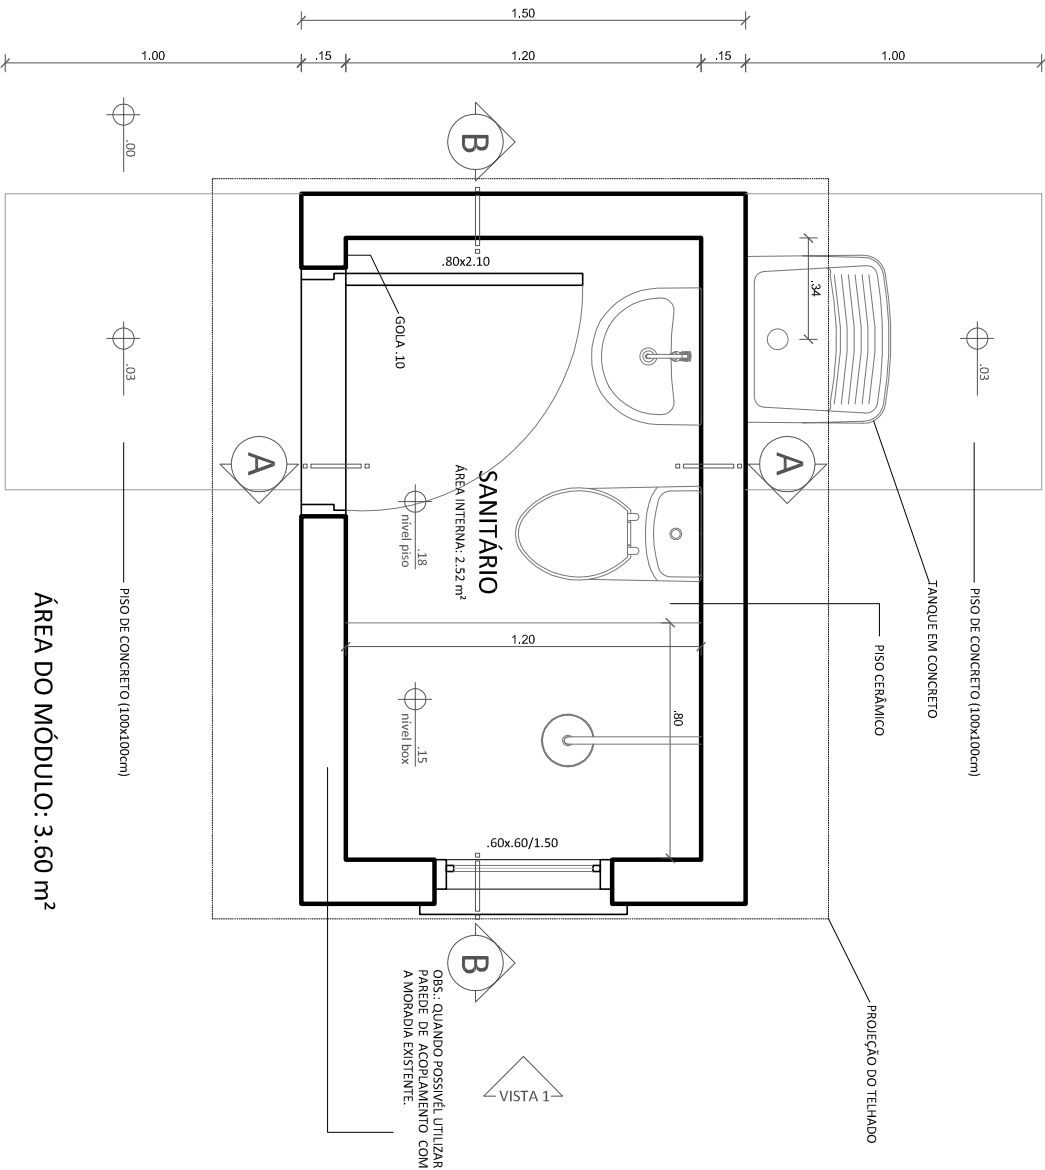 1.50
1.00
.15
1.20
.15
1.00
.00
B
.80x2.10
GOLA .10
.34
.03
.03
A
A
SANITÁRIO
ÁREA INTERNA: 2.52 m²
.18
nível piso
1.20
.80
.15
nível box
.60x.60/1.50
B
TANQUE EM CONCRETO
PISO DE CONCRETO (100x100cm)
PISO CERÂMICO
PISO DE CONCRETO (100x100cm)
ÁREA DO MÓDULO: 3.60 m²
PROJEÇÃO DO TELHADO
OBS.: QUANDO POSSIVÉL UTILIZAR
PAREDE DE ACOPLAMENTO COM
A MORADIA EXISTENTE.
VISTA 1